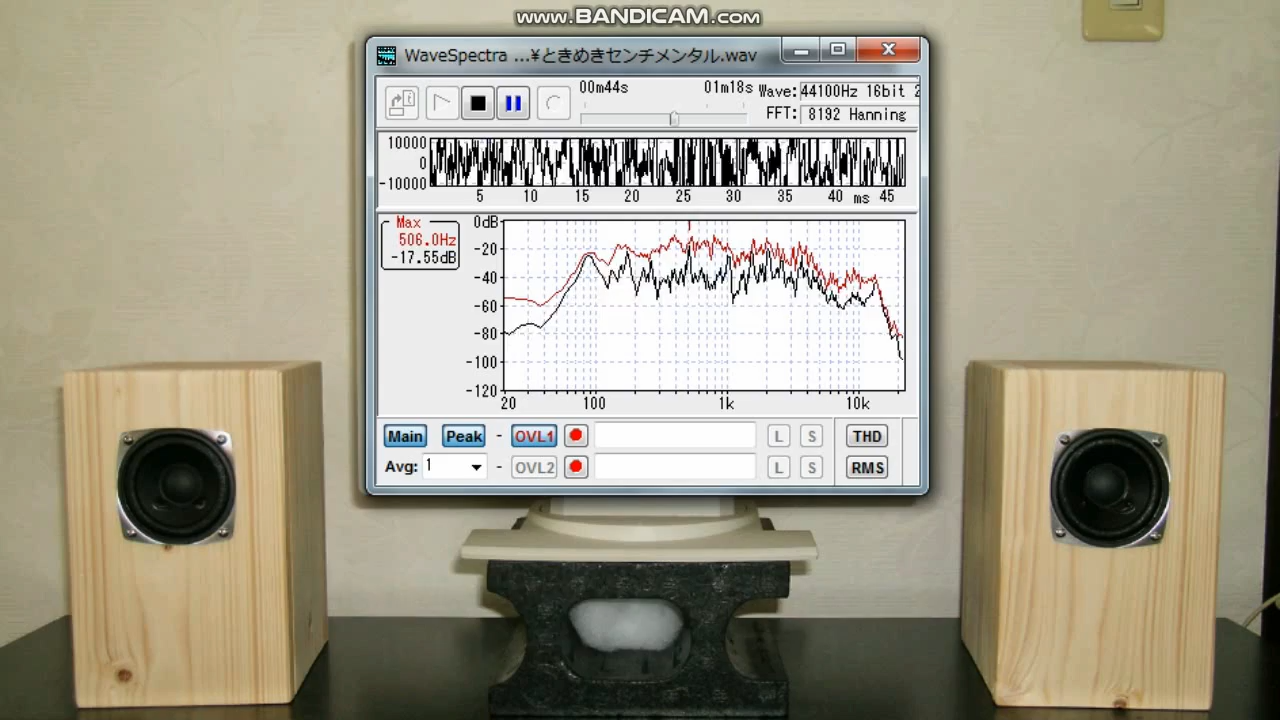 www.BANDICAM.com
WaveSpectra ...¥ときめきセンチメンタル.wav
00m44s
01m18s
Wave: 44100Hz 16bit 2
FFT: 8192 Hanning
10000
0
-10000
5 10 15 20 25 30 35 40 ms 45
Max
506.0Hz
-17.55dB
0dB
-20
-40
-60
-80
-100
-120
20 100 1k 10k
Main Peak - OVL1 L S THD
Avg: 1 - OVL2 L S RMS